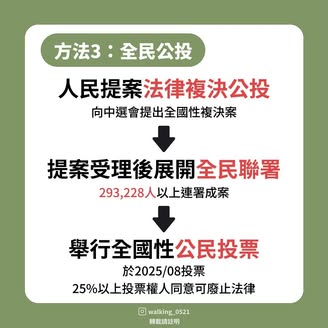 方法3：全民公投
人民提案法律複決公投
向中選會提出全國性複決案
提案受理後展開全民聯署
293,228人以上連署成案
舉行全國性公民投票
於2025/08投票
25%以上投票權人同意可廢止法律
walking_0521
轉載請註明